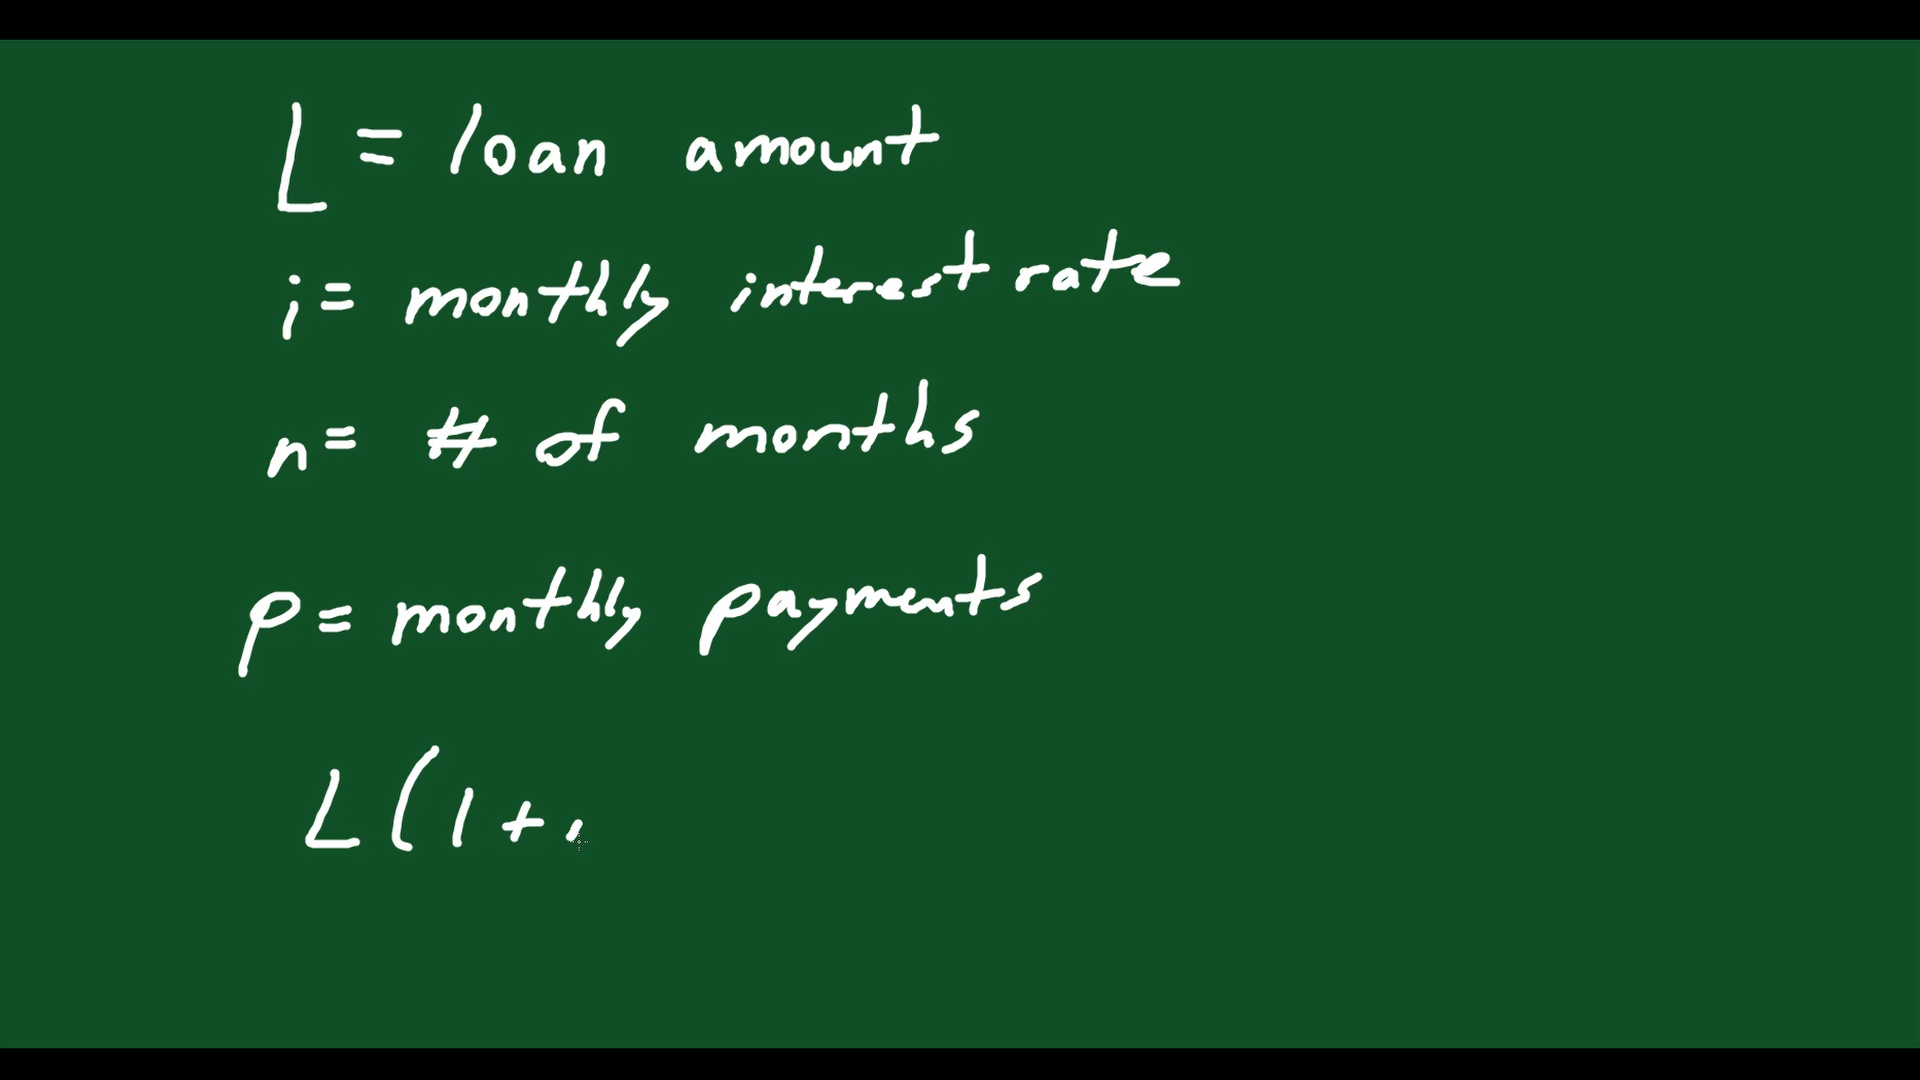 L = loan amount
i = monthly interest rate
n = # of months
p = monthly payments
L (1 +